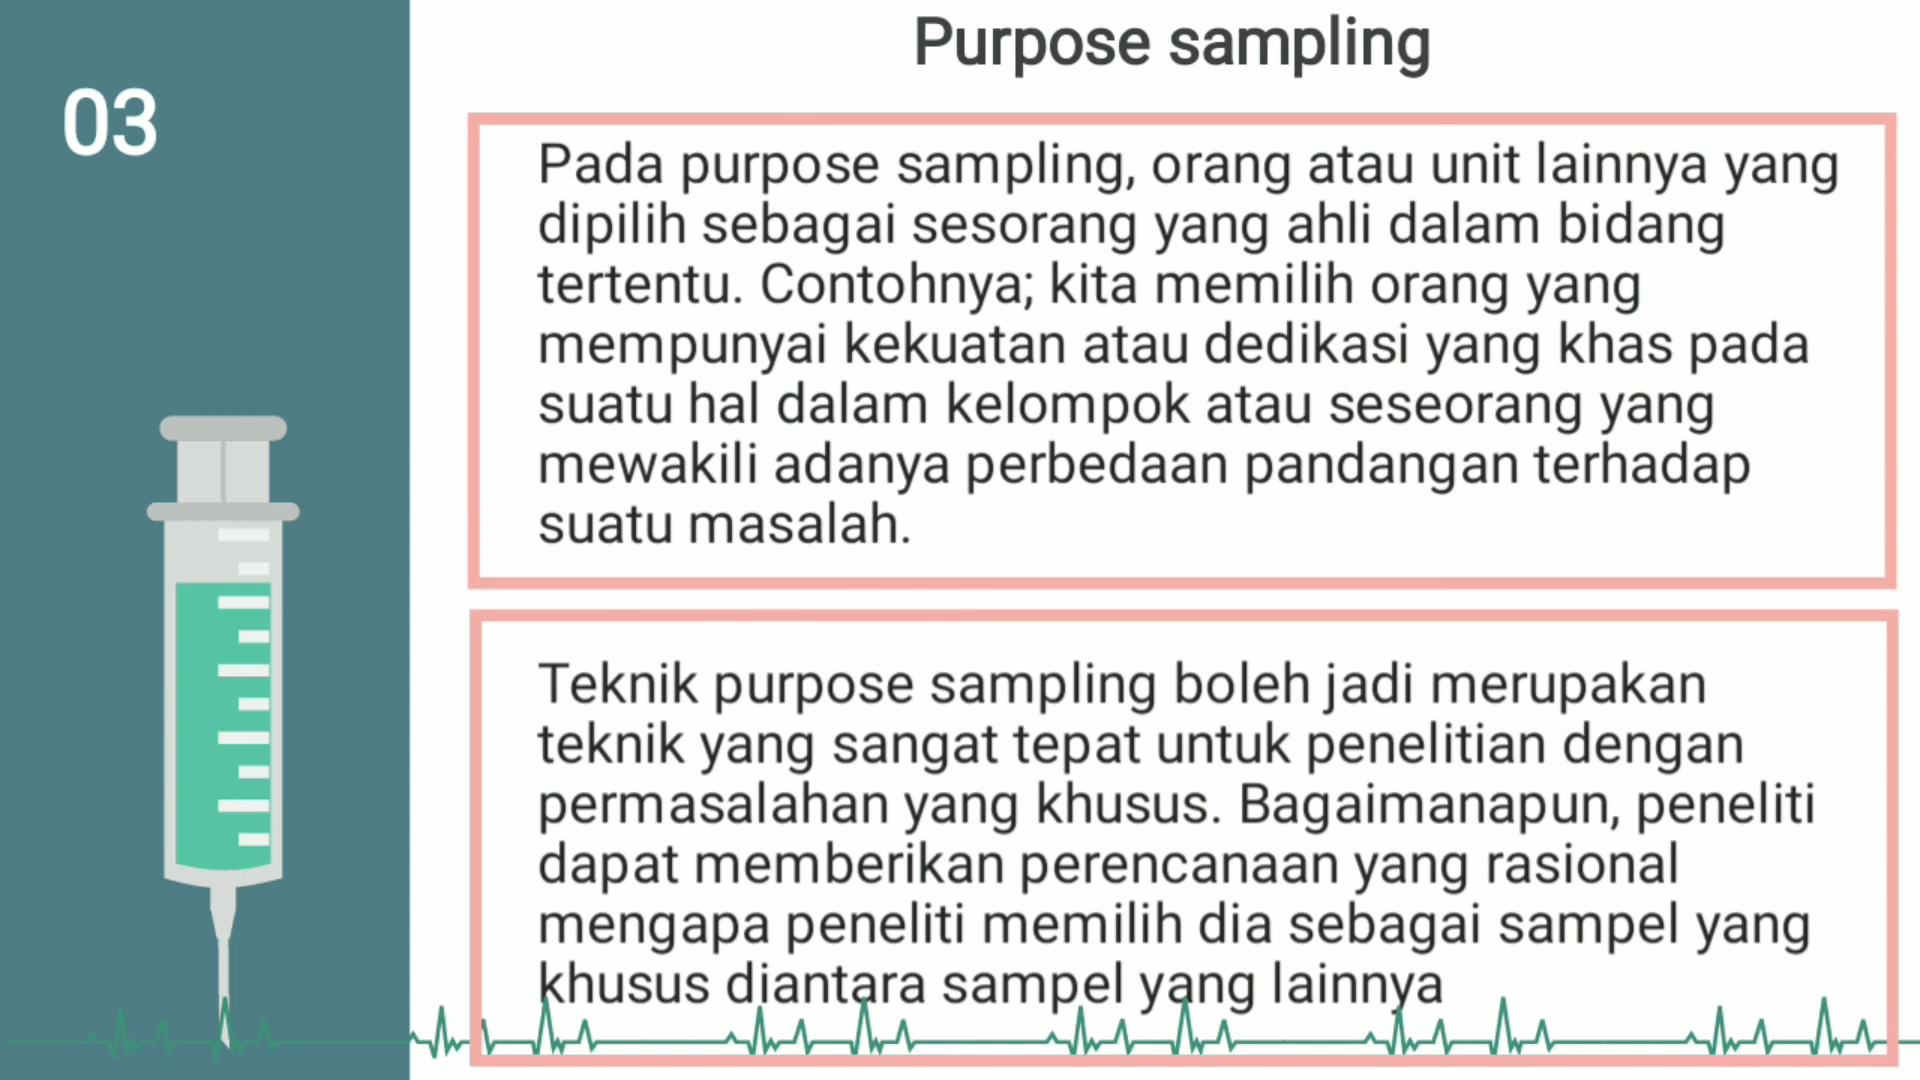 03
Purpose sampling
Pada purpose sampling, orang atau unit lainnya yang
dipilih sebagai sesorang yang ahli dalam bidang
tertentu. Contohnya; kita memilih orang yang
mempunyai kekuatan atau dedikasi yang khas pada
suatu hal dalam kelompok atau seseorang yang
mewakili adanya perbedaan pandangan terhadap
suatu masalah.
Teknik purpose sampling boleh jadi merupakan
teknik yang sangat tepat untuk penelitian dengan
permasalahan yang khusus. Bagaimanapun, peneliti
dapat memberikan perencanaan yang rasional
mengapa peneliti memilih dia sebagai sampel yang
khusus diantara sampel yang lainnya